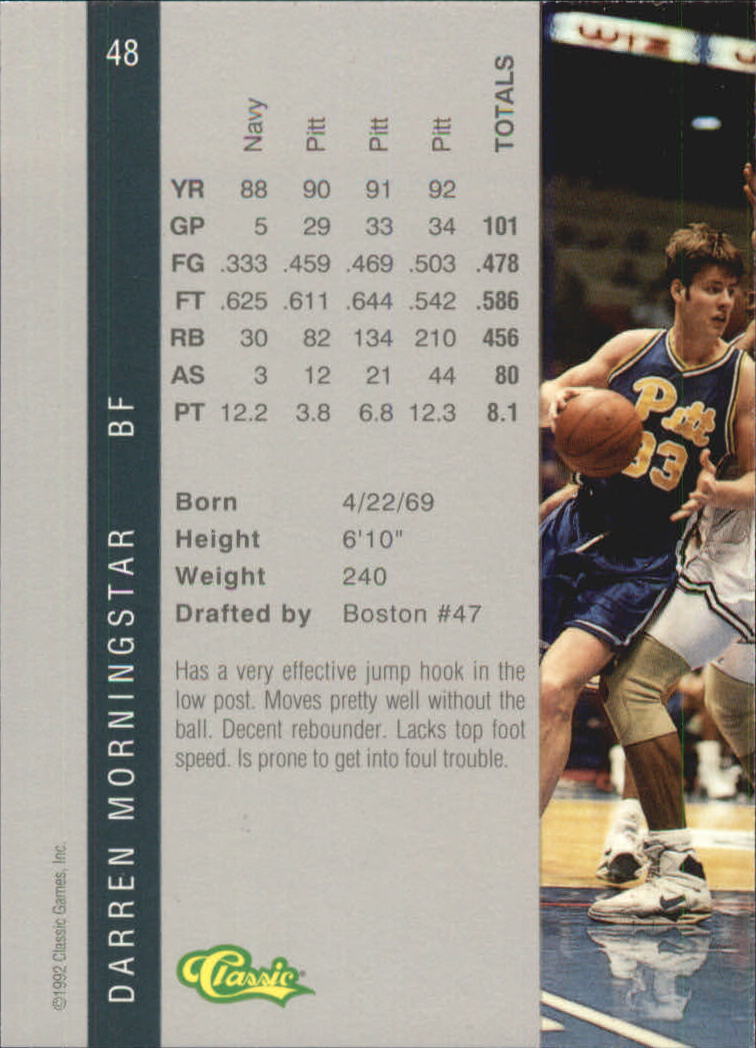 48
DARREN MORNINGSTAR BF
©1992 Classic Games, Inc.
Navy Pitt Pitt Pitt TOTALS
YR 88 90 91 92
GP 5 29 33 34 101
FG .333 .459 .469 .503 .478
FT .625 .611 .644 .542 .586
RB 30 82 134 210 456
AS 3 12 21 44 80
PT 12.2 3.8 6.8 12.3 8.1
Born 4/22/69
Height 6'10"
Weight 240
Drafted by Boston #47
Has a very effective jump hook in the
low post. Moves pretty well without the
ball. Decent rebounder. Lacks top foot
speed. Is prone to get into foul trouble.
Classic
Pitt
33